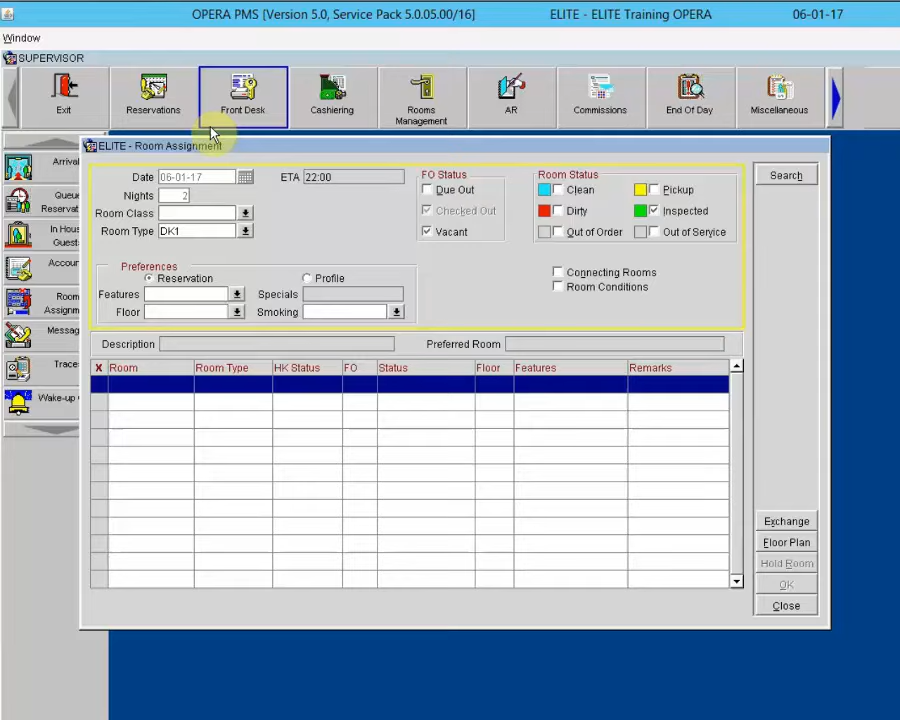 OPERA PMS [Version 5.0, Service Pack 5.0.05.00/16] ELITE - ELITE Training OPERA 06-01-17
Window
SUPERVISOR
Exit Reservations Front Desk Cashiering Rooms Management AR Commissions End Of Day Miscellaneous
Arrival
Queue
Reservat
In Hous
Guest
Accour
Room
Assignm
Messag
Trace
Wake-up
ELITE - Room Assignment
Date 06-01-17 ETA 22:00
Nights 2
Room Class
Room Type DK1
FO Status
Due Out
Checked Out
Vacant
Room Status
Clean Pickup
Dirty Inspected
Out of Order Out of Service
Connecting Rooms
Room Conditions
Preferences
Reservation Profile
Features Specials
Floor Smoking
Description Preferred Room
X Room Room Type HK Status FO Status Floor Features Remarks
Search
Exchange
Floor Plan
Hold Room
OK
Close